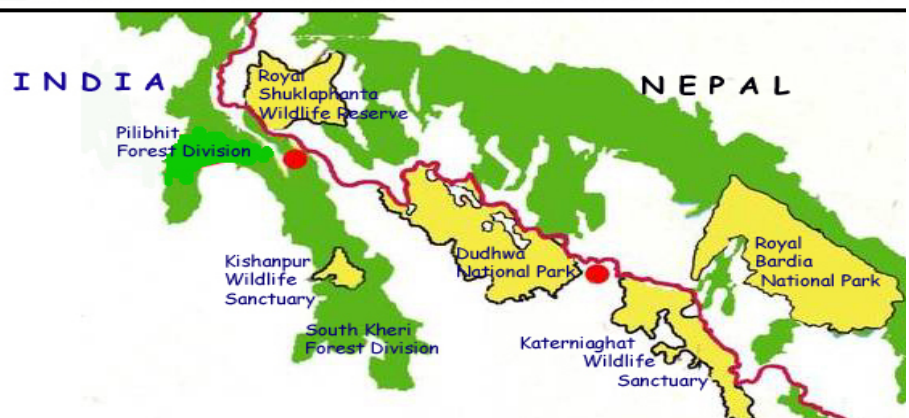 INDIA
NEPAL
Royal
Shuklaphanta
Wildlife Reserve
Pilibhit
Forest Division
Kishanpur
Wildlife
Sanctuary
Dudhwa
National Park
Royal
Bardia
National Park
South Kheri
Forest Division
Katerniaghat
Wildlife
Sanctuary